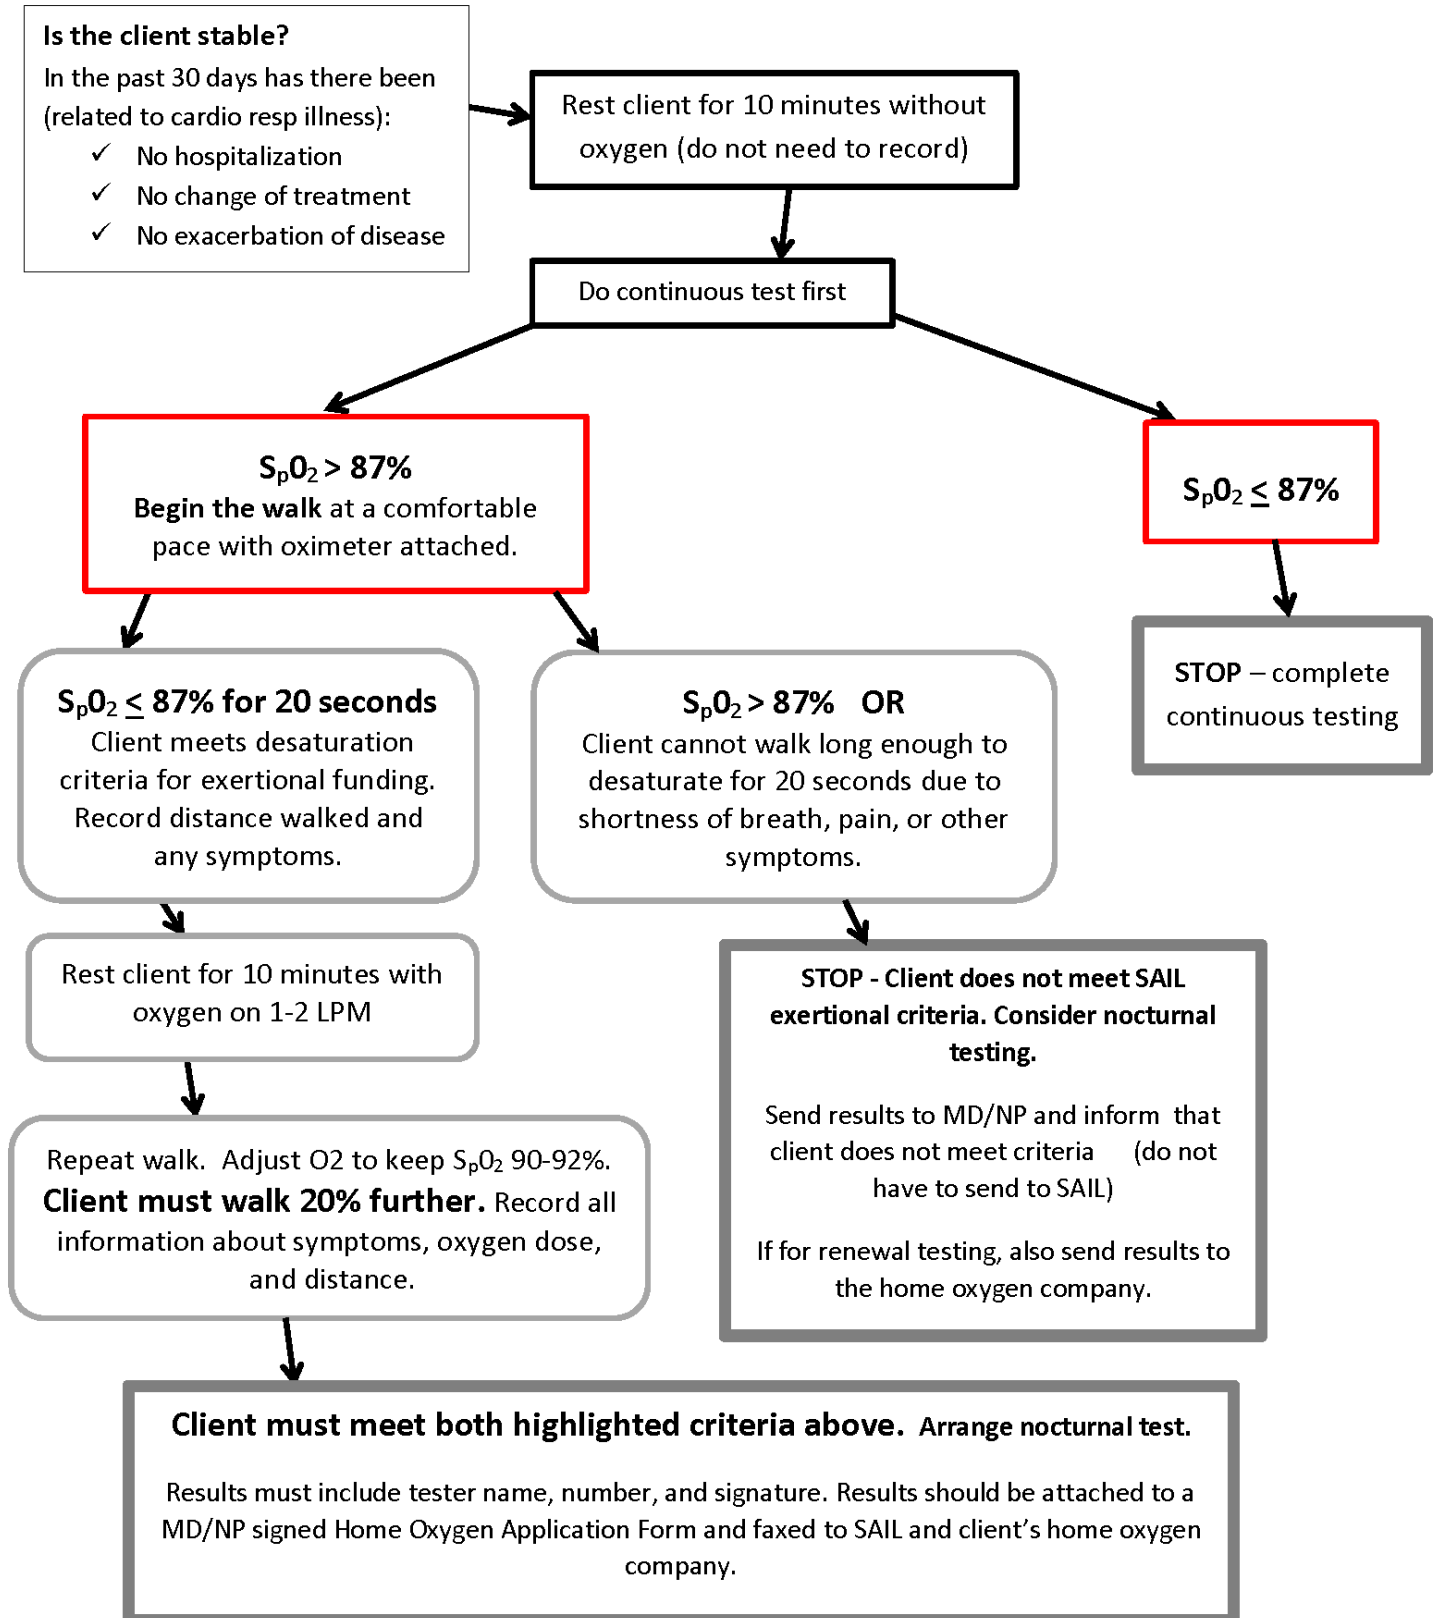 Is the client stable?
In the past 30 days has there been
(related to cardio resp illness):
✓ No hospitalization
✓ No change of treatment
✓ No exacerbation of disease
Rest client for 10 minutes without
oxygen (do not need to record)
Do continuous test first
SpO₂ > 87%
Begin the walk at a comfortable
pace with oximeter attached.
SpO₂ ≤ 87%
STOP – complete
continuous testing
SpO₂ ≤ 87% for 20 seconds
Client meets desaturation
criteria for exertional funding.
Record distance walked and
any symptoms.
SpO₂ > 87% OR
Client cannot walk long enough to
desaturate for 20 seconds due to
shortness of breath, pain, or other
symptoms.
Rest client for 10 minutes with
oxygen on 1-2 LPM
STOP - Client does not meet SAIL
exertional criteria. Consider nocturnal
testing.
Send results to MD/NP and inform that
client does not meet criteria (do not
have to send to SAIL)
If for renewal testing, also send results to
the home oxygen company.
Repeat walk. Adjust O2 to keep SpO₂ 90-92%.
Client must walk 20% further. Record all
information about symptoms, oxygen dose,
and distance.
Client must meet both highlighted criteria above. Arrange nocturnal test.
Results must include tester name, number, and signature. Results should be attached to a
MD/NP signed Home Oxygen Application Form and faxed to SAIL and client’s home oxygen
company.